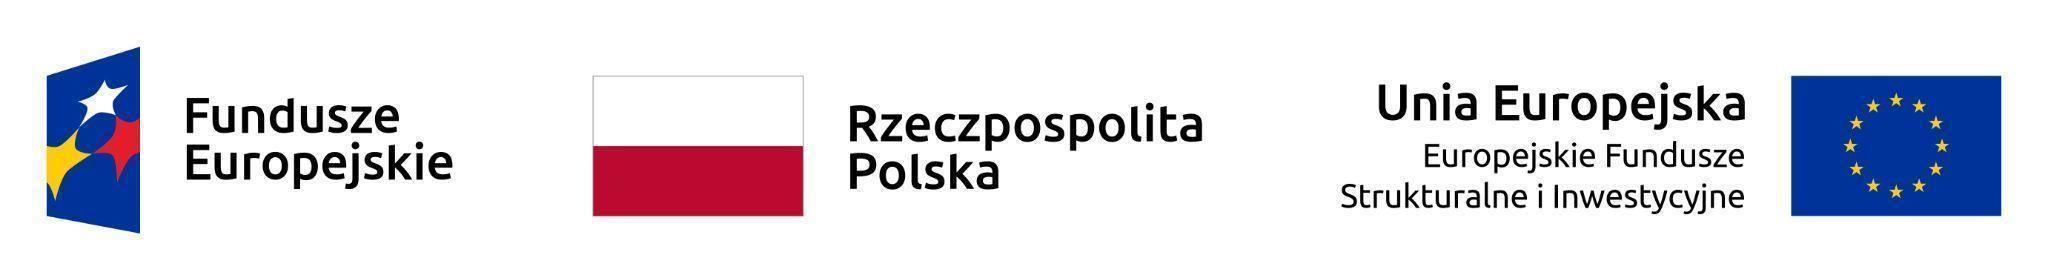 Fundusze
Europejskie
Rzeczpospolita
Polska
Unia Europejska
Europejskie Fundusze
Strukturalne i Inwestycyjne